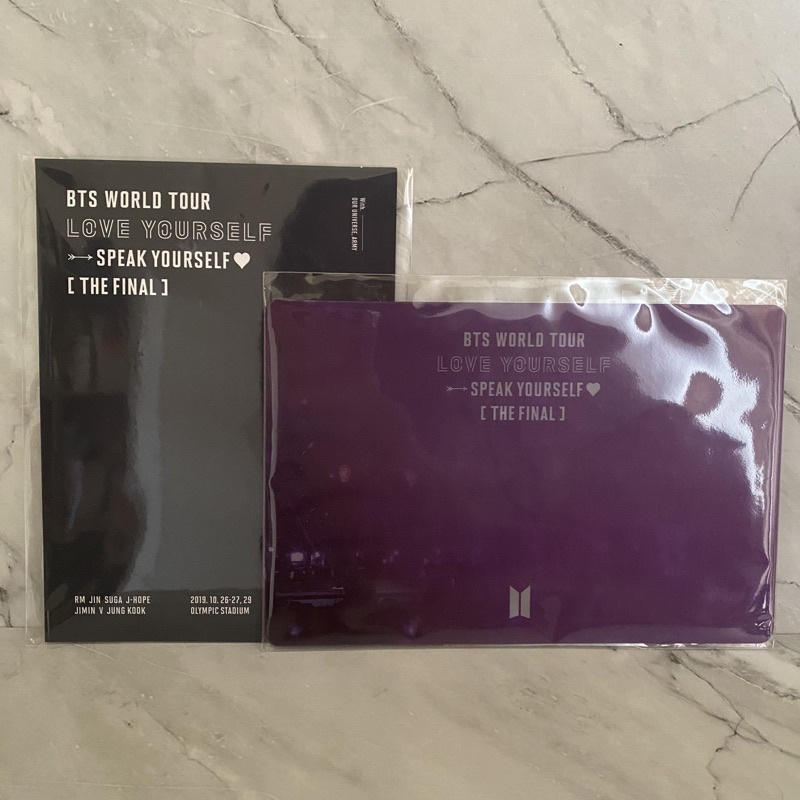 BTS WORLD TOUR
LOVE YOURSELF
SPEAK YOURSELF
[ THE FINAL ]
With
OUR UNIVERSE, ARMY
RM JIN SUGA J-HOPE
JIMIN V JUNG KOOK
2019. 10. 26-27, 29
OLYMPIC STADIUM
BTS WORLD TOUR
LOVE YOURSELF
SPEAK YOURSELF
[ THE FINAL ]